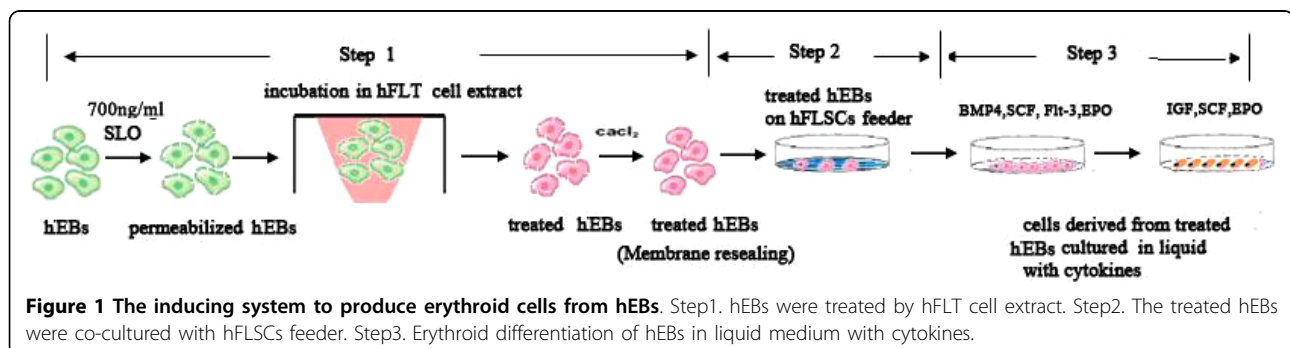 Step 1
Step 2
Step 3
700ng/ml
SLO
incubation in hFLT cell extract
cacl₂
treated hEBs
on hFLSCs feeder
BMP4,SCF, Flt-3,EPO
IGF,SCF,EPO
hEBs
permeabilized hEBs
treated hEBs
treated hEBs
(Membrane resealing)
cells derived from treated
hEBs cultured in liquid
with cytokines
Figure 1 The inducing system to produce erythroid cells from hEBs. Step1. hEBs were treated by hFLT cell extract. Step2. The treated hEBs
were co-cultured with hFLSCs feeder. Step3. Erythroid differentiation of hEBs in liquid medium with cytokines.